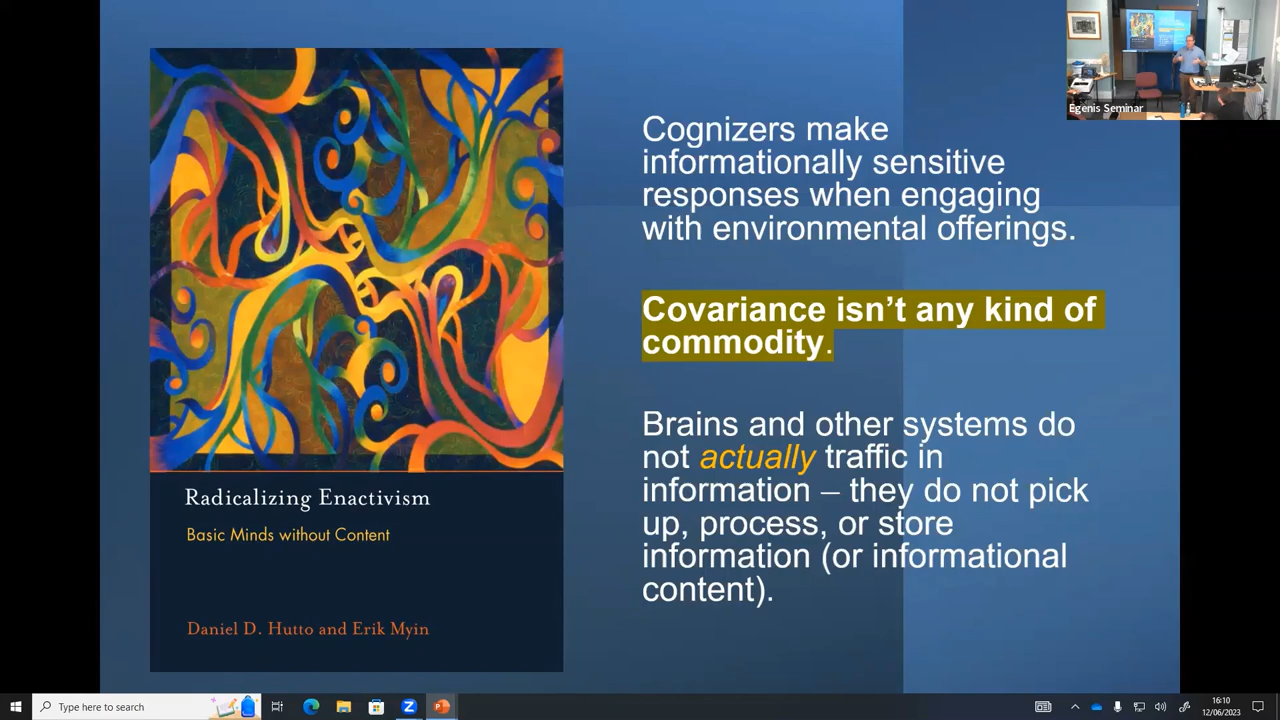 Cognizers make
informationally sensitive
responses when engaging
with environmental offerings.
Covariance isn’t any kind of
commodity.
Brains and other systems do
not actually traffic in
information – they do not pick
up, process, or store
information (or informational
content).
Radicalizing Enactivism
Basic Minds without Content
Daniel D. Hutto and Erik Myin
Egenis Seminar
Type here to search
16:10
12/06/2023